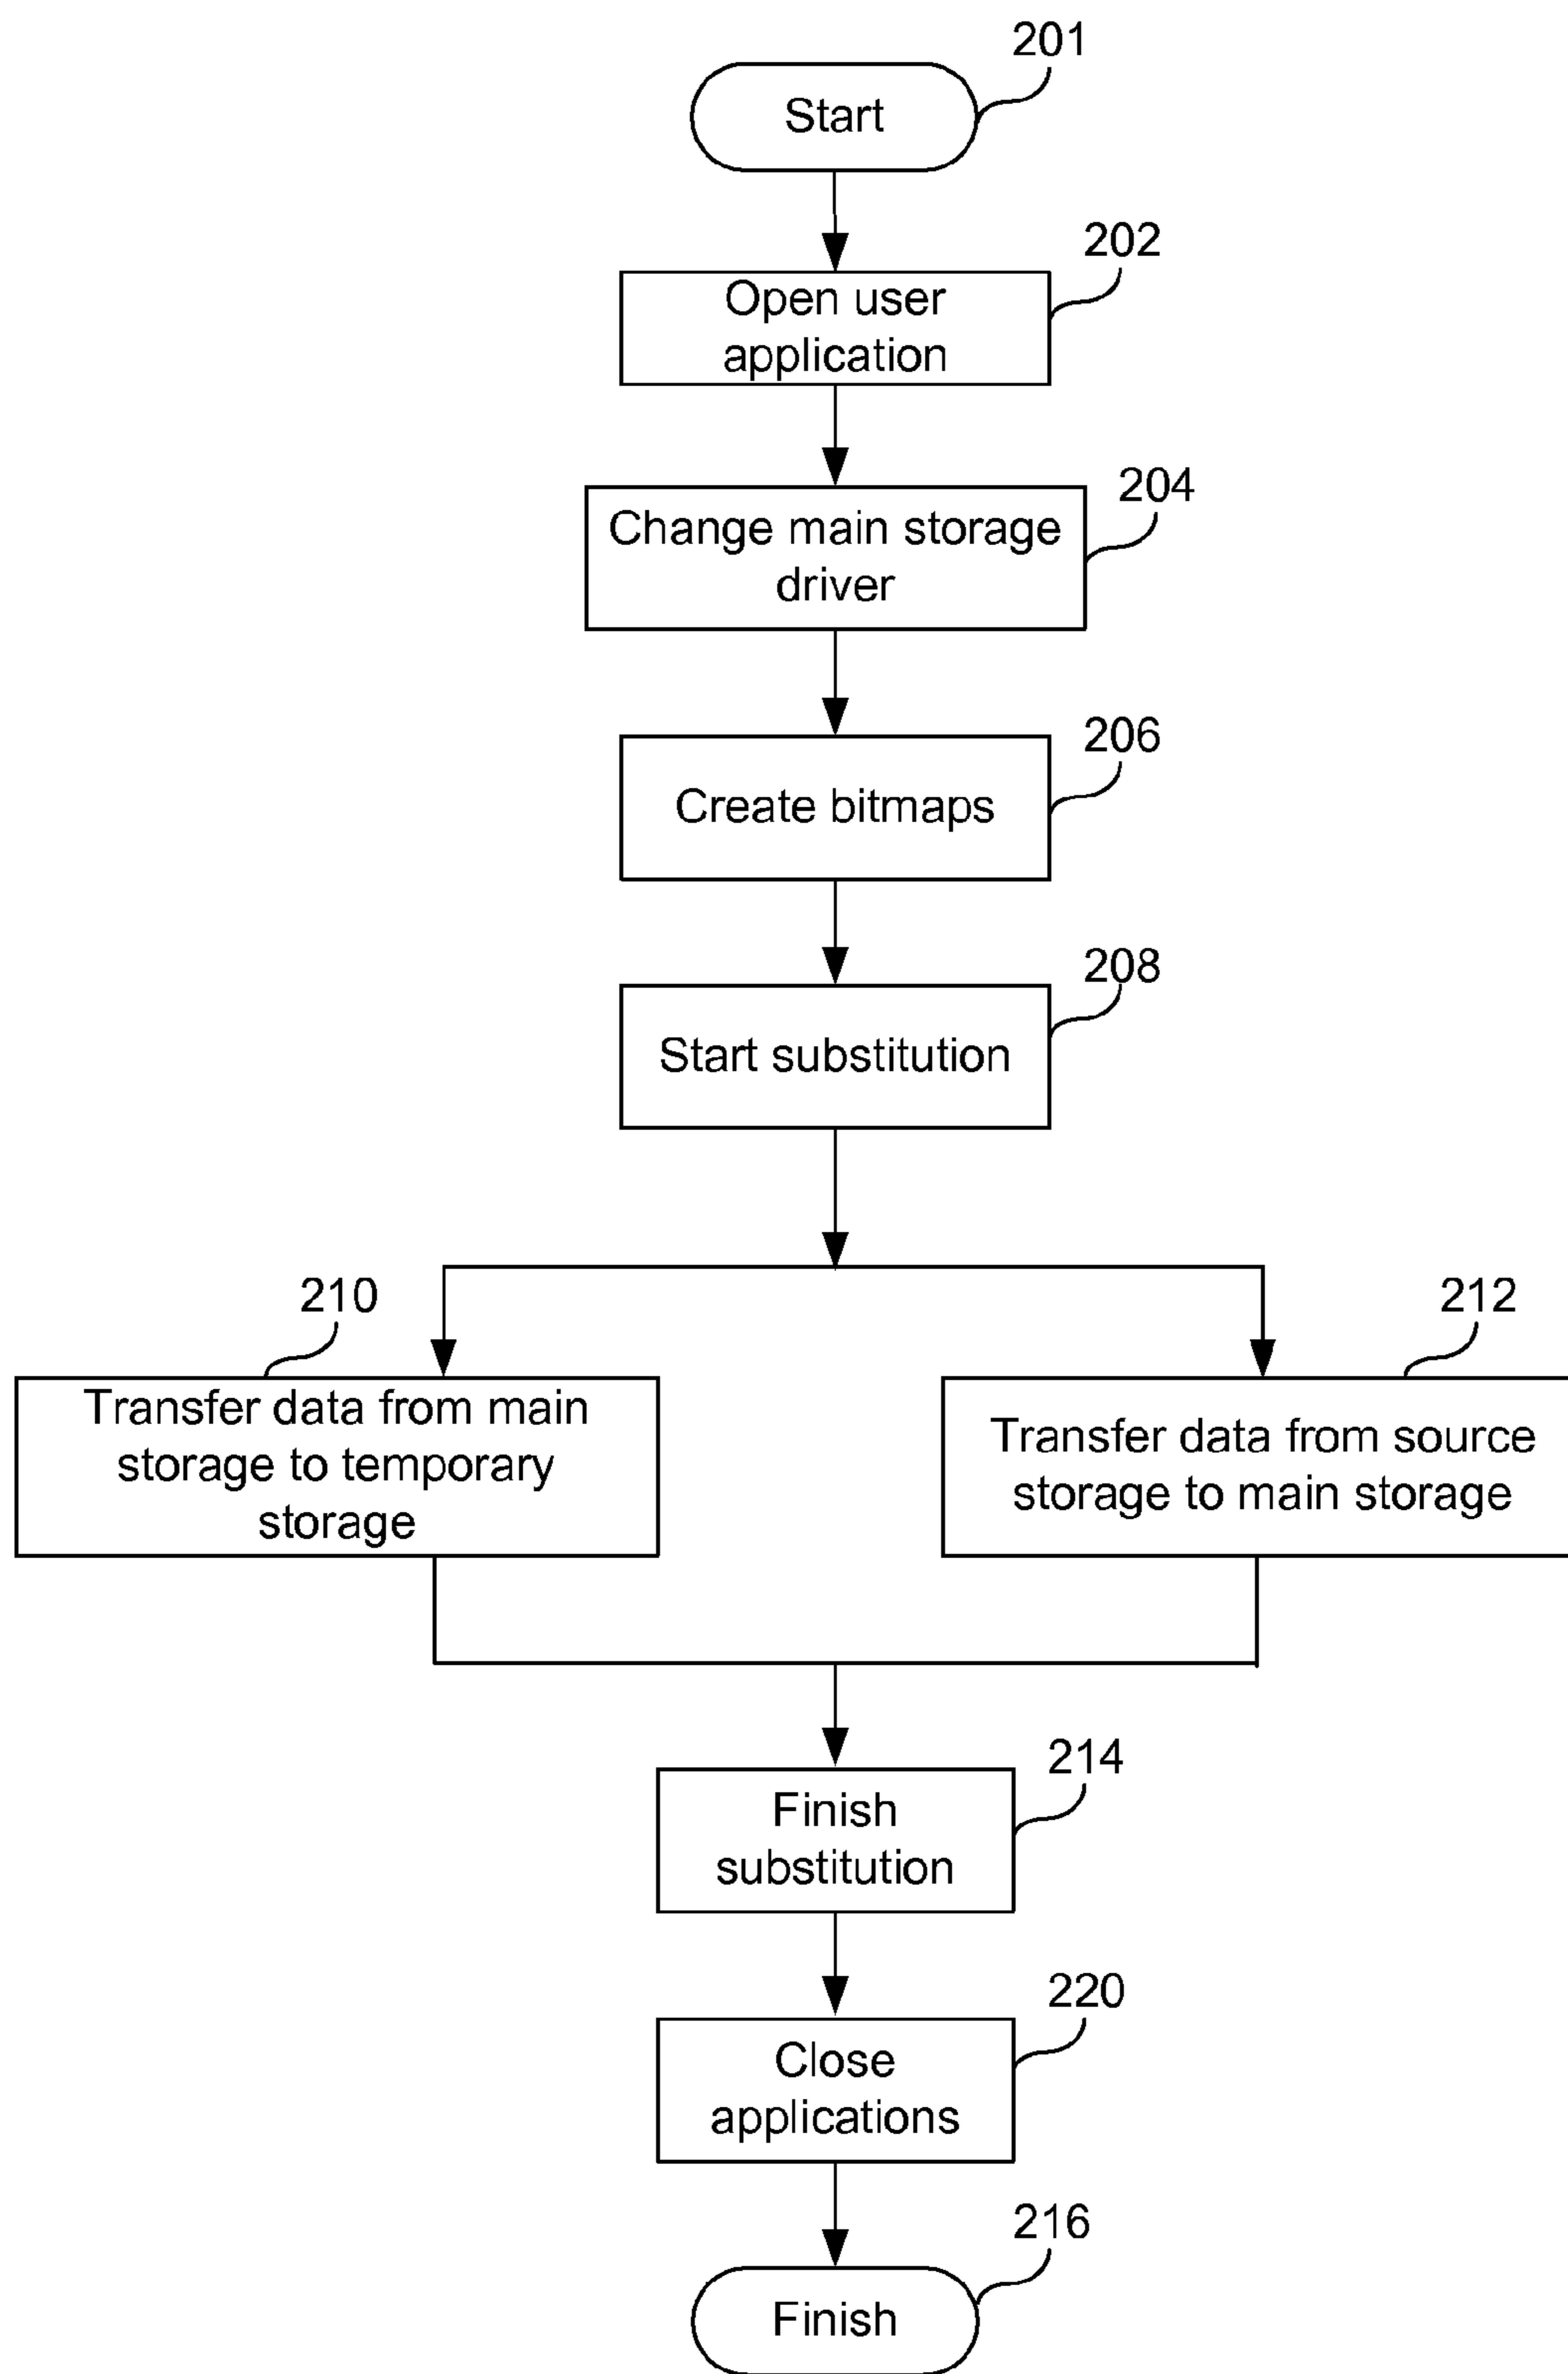 201
Start
202
Open user
application
204
Change main storage
driver
206
Create bitmaps
208
Start substitution
210
212
Transfer data from main
storage to temporary
storage
Transfer data from source
storage to main storage
214
Finish
substitution
220
Close
applications
216
Finish